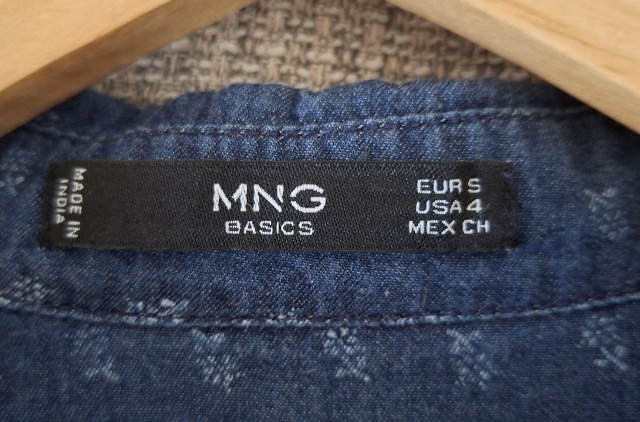 MADE IN
INDIA
MNG
BASICS
EUR S
USA 4
MEX CH